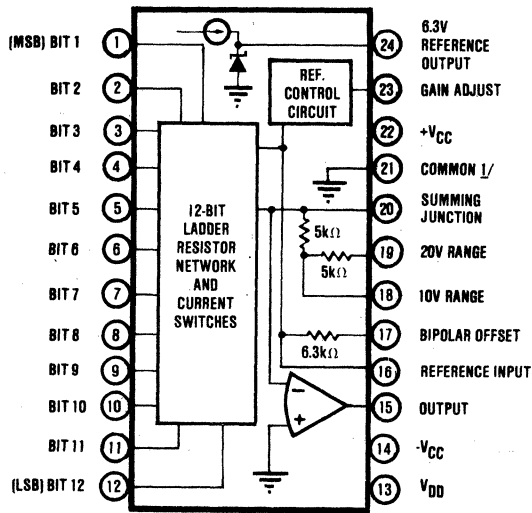 (MSB) BIT 1
1
BIT 2
2
BIT 3
3
BIT 4
4
BIT 5
5
BIT 6
6
BIT 7
7
BIT 8
8
BIT 9
9
BIT 10
10
BIT 11
11
(LSB) BIT 12
12
12-BIT
LADDER
RESISTOR
NETWORK
AND
CURRENT
SWITCHES
REF.
CONTROL
CIRCUIT
5kΩ
5kΩ
6.3kΩ
−
+
24
6.3V
REFERENCE
OUTPUT
23
GAIN ADJUST
22
+VCC
21
COMMON 1/
20
SUMMING
JUNCTION
19
20V RANGE
18
10V RANGE
17
BIPOLAR OFFSET
16
REFERENCE INPUT
15
OUTPUT
14
-VCC
13
VDD